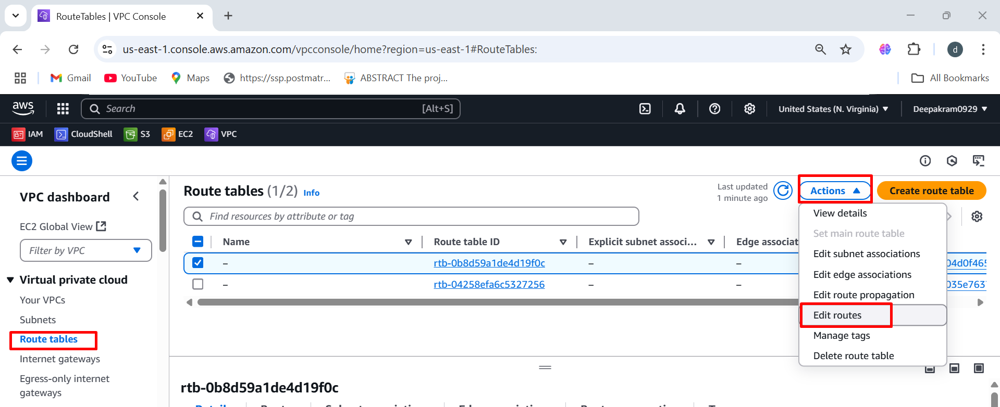 RouteTables | VPC Console
us-east-1.console.aws.amazon.com/vpcconsole/home?region=us-east-1#RouteTables:
d
Gmail YouTube Maps https://ssp.postmatr... ABSTRACT The proj... All Bookmarks
aws Search [Alt+S] United States (N. Virginia) Deepakram0929
IAM CloudShell S3 EC2 VPC
VPC dashboard
EC2 Global View
Filter by VPC
Virtual private cloud
Your VPCs
Subnets
Route tables
Internet gateways
Egress-only internet
gateways
Route tables (1/2) Info
Last updated
1 minute ago
Actions
Create route table
Find resources by attribute or tag
Name Route table ID Explicit subnet associ... Edge associat
– rtb-0b8d59a1de4d19f0c – – 04d0f465
– rtb-04258efa6c5327256 – – 035e763
View details
Set main route table
Edit subnet associations
Edit edge associations
Edit route propagation
Edit routes
Manage tags
Delete route table
rtb-0b8d59a1de4d19f0c